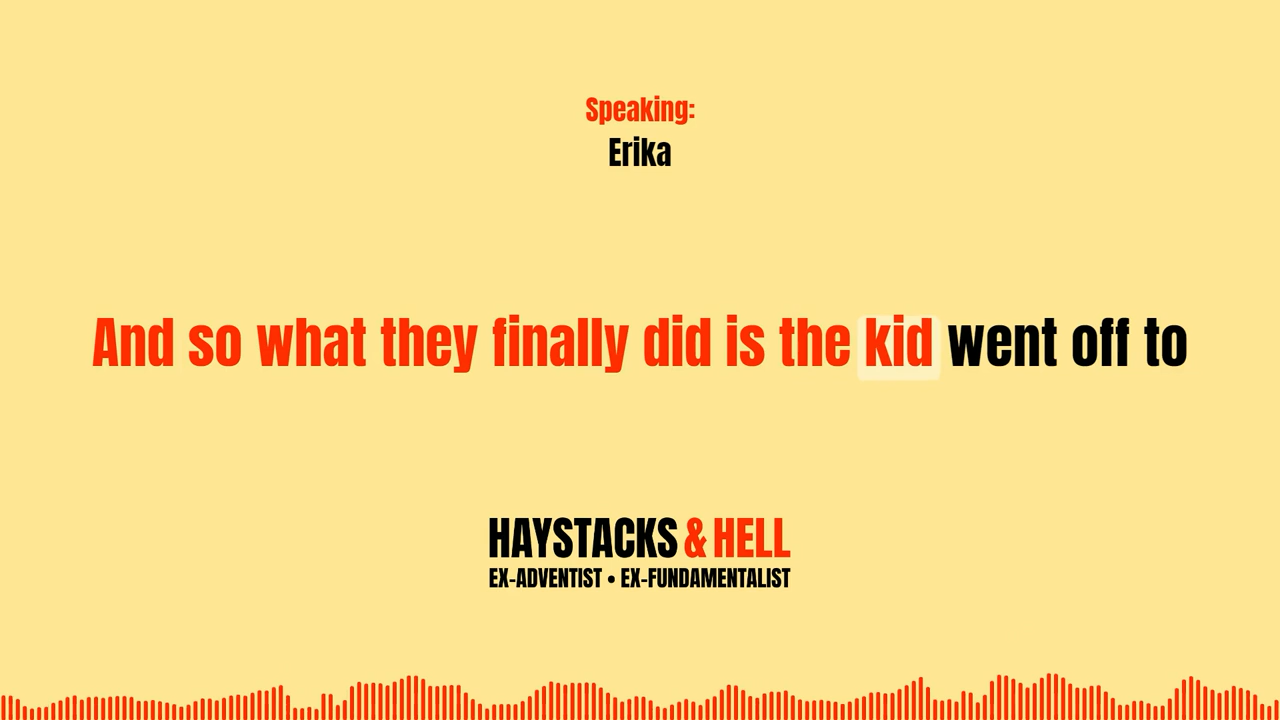 Speaking:
Erika
And so what they finally did is the kid went off to
HAYSTACKS & HELL
EX-ADVENTIST • EX-FUNDAMENTALIST